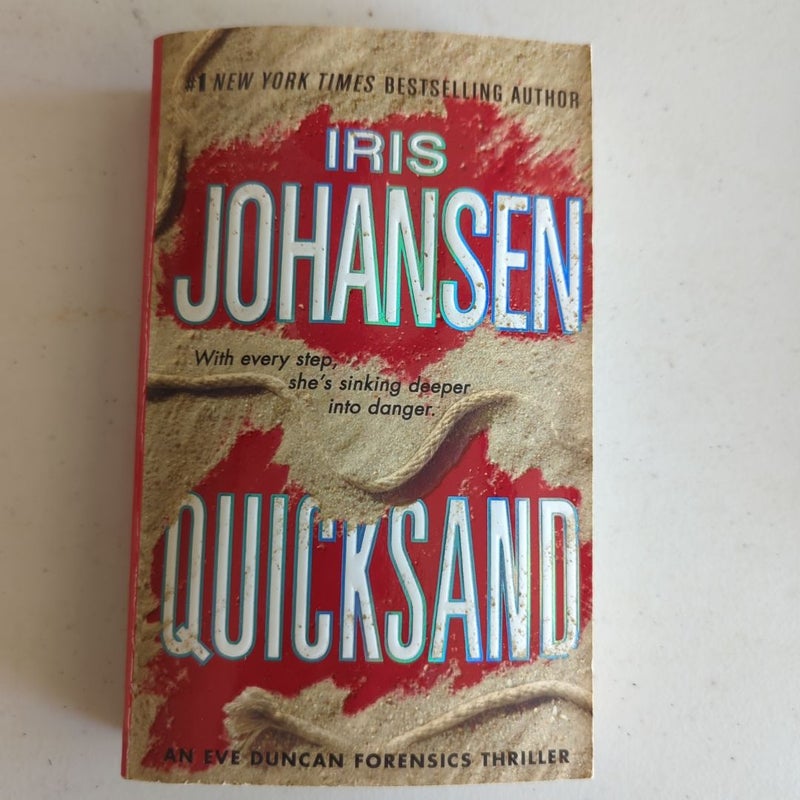 #1 NEW YORK TIMES BESTSELLING AUTHOR
IRIS
JOHANSEN
With every step,
she's sinking deeper
into danger.
QUICKSAND
AN EVE DUNCAN FORENSICS THRILLER